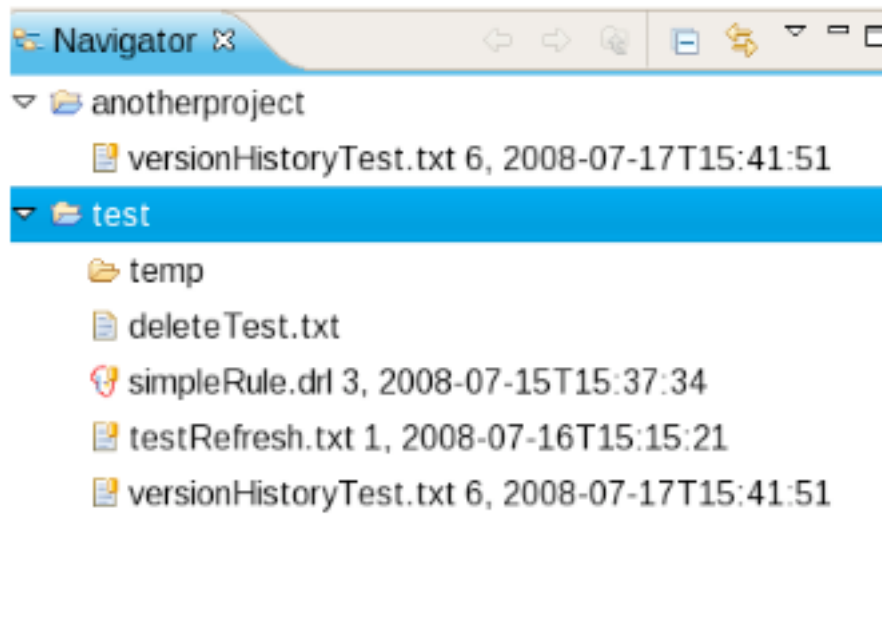 Navigator
anotherproject
versionHistoryTest.txt 6, 2008-07-17T15:41:51
test
temp
deleteTest.txt
simpleRule.drl 3, 2008-07-15T15:37:34
testRefresh.txt 1, 2008-07-16T15:15:21
versionHistoryTest.txt 6, 2008-07-17T15:41:51